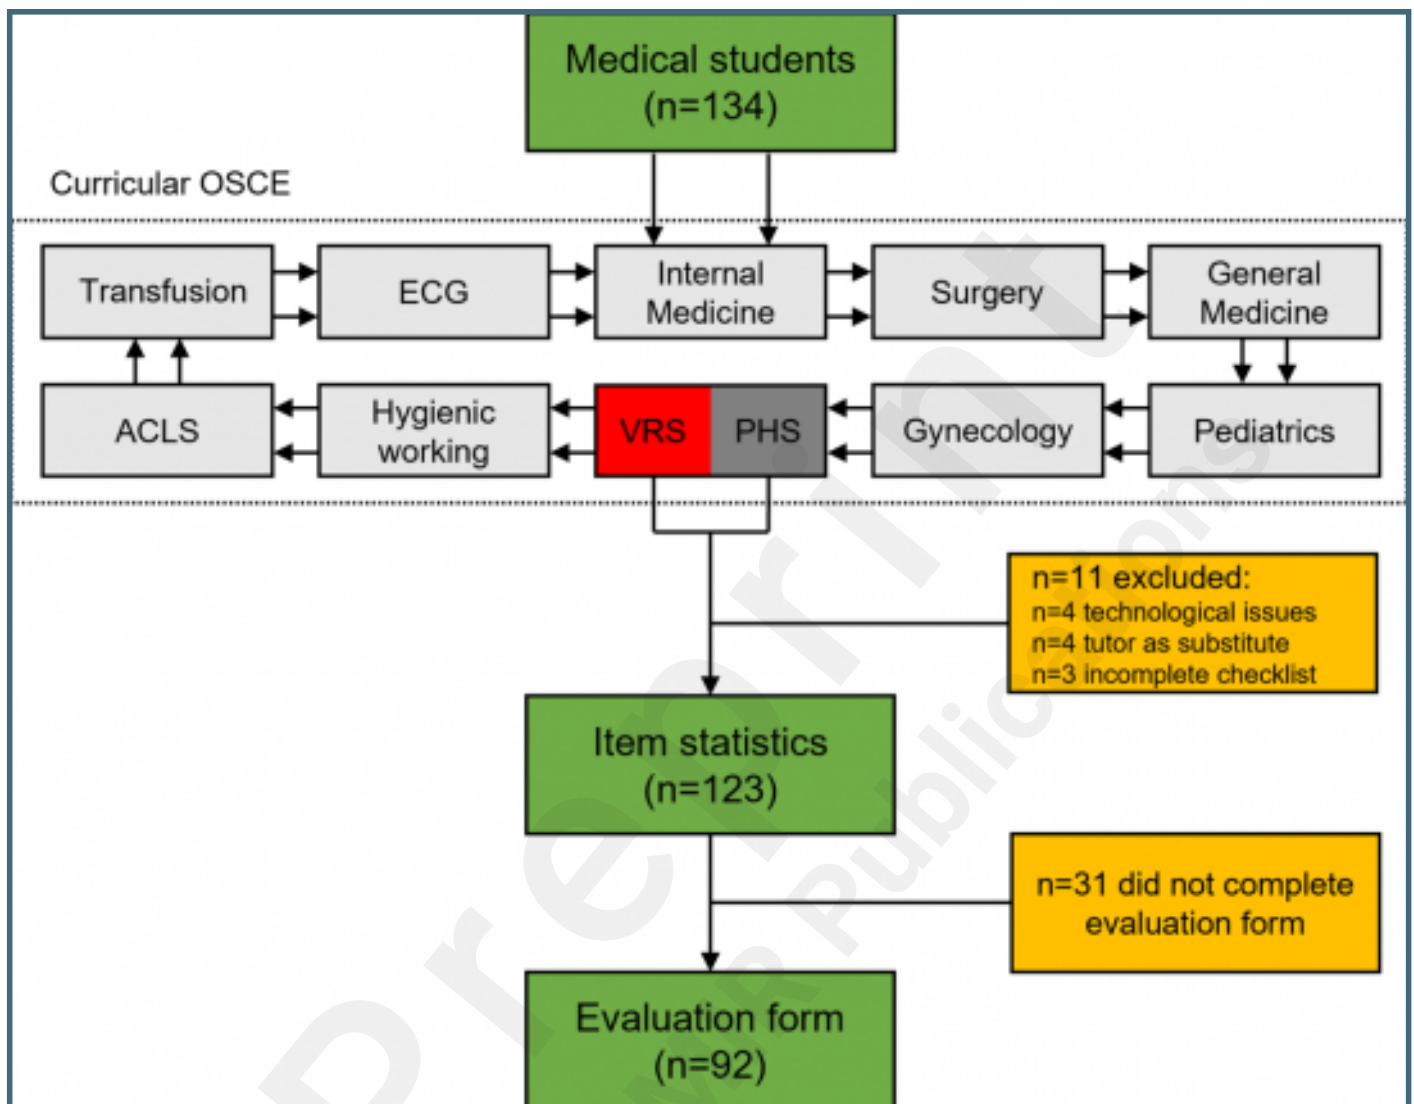 Medical students
(n=134)
Curricular OSCE
Transfusion
ECG
Internal
Medicine
Surgery
General
Medicine
ACLS
Hygienic
working
VRS
PHS
Gynecology
Pediatrics
n=11 excluded:
n=4 technological issues
n=4 tutor as substitute
n=3 incomplete checklist
Item statistics
(n=123)
n=31 did not complete
evaluation form
Evaluation form
(n=92)
Preprint
Publications